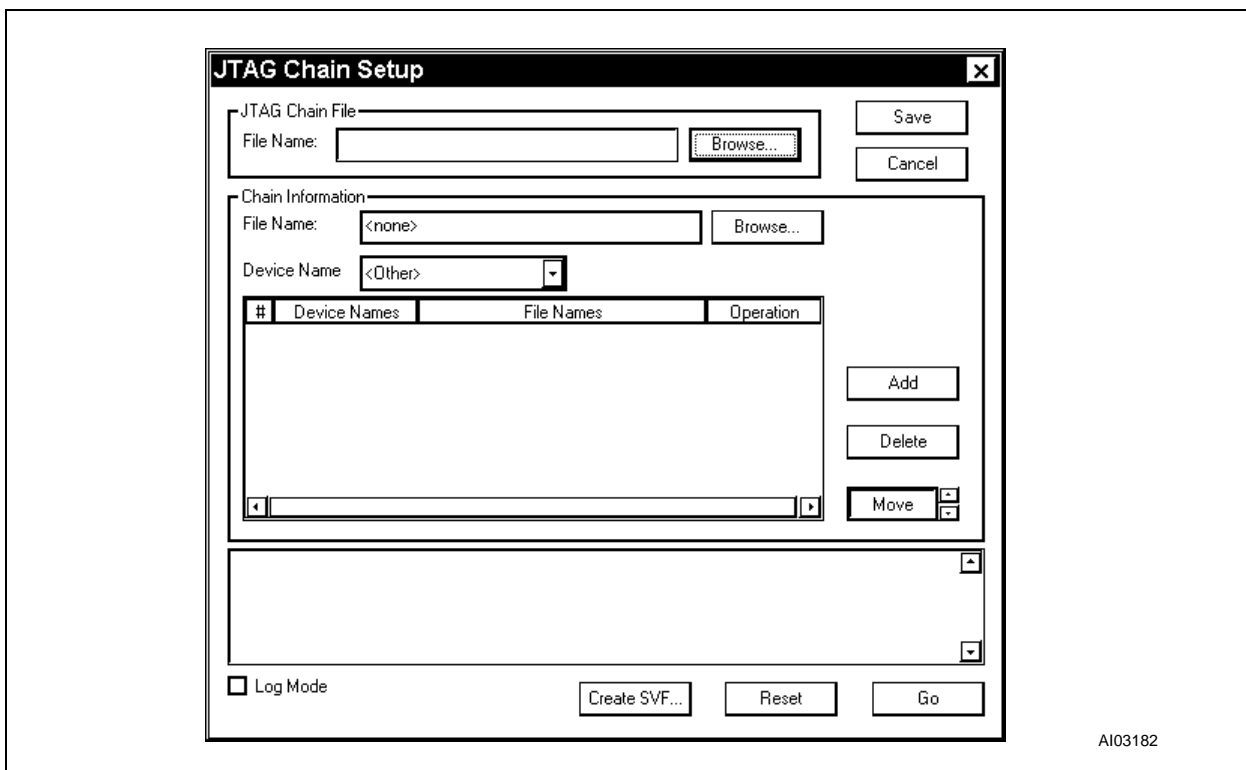 JTAG Chain Setup
JTAG Chain File
File Name:
Browse...
Save
Cancel
Chain Information
File Name:
<none>
Browse...
Device Name
<Other>
# Device Names File Names Operation
Add
Delete
Move
Log Mode
Create SVF...
Reset
Go
AI03182